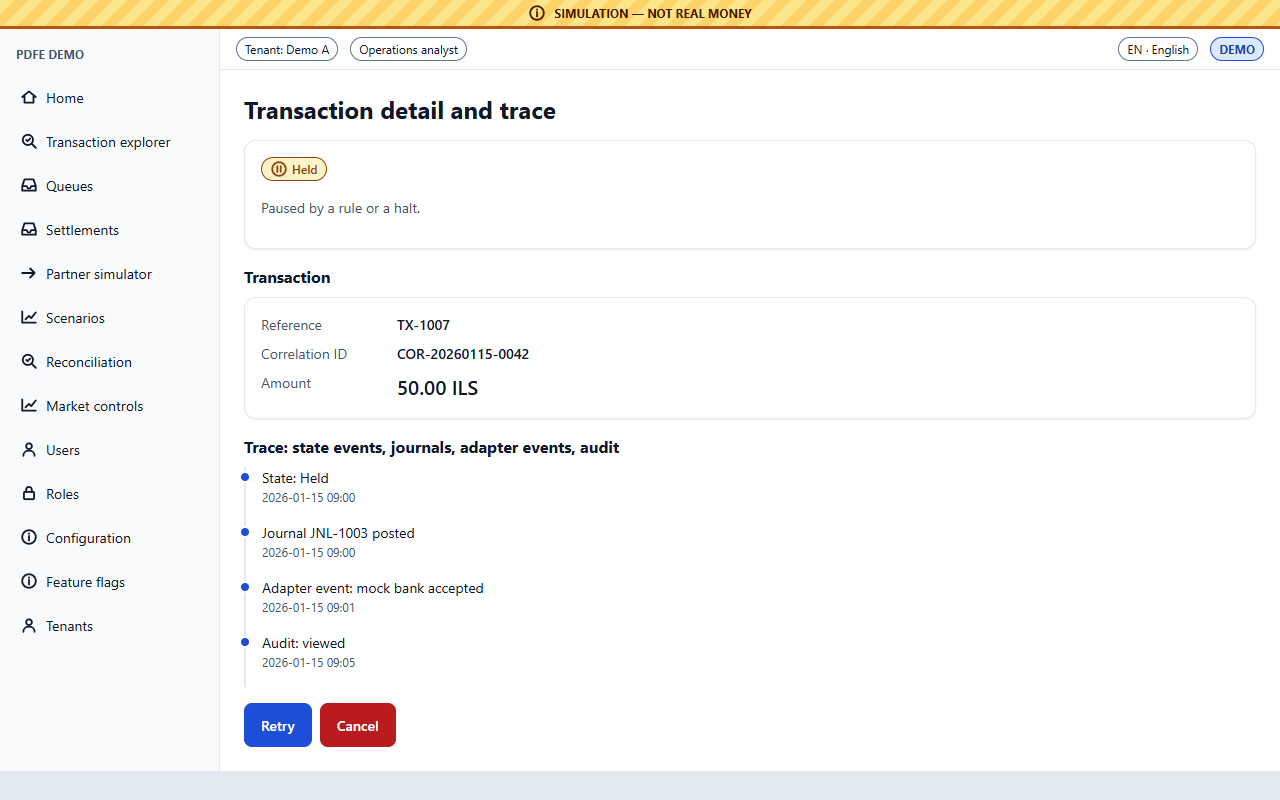 SIMULATION — NOT REAL MONEY
PDFE DEMO
Tenant: Demo A
Operations analyst
EN · English
DEMO
Home
Transaction explorer
Queues
Settlements
Partner simulator
Scenarios
Reconciliation
Market controls
Users
Roles
Configuration
Feature flags
Tenants
Transaction detail and trace
Held
Paused by a rule or a halt.
Transaction
Reference TX-1007
Correlation ID COR-20260115-0042
Amount 50.00 ILS
Trace: state events, journals, adapter events, audit
State: Held
2026-01-15 09:00
Journal JNL-1003 posted
2026-01-15 09:00
Adapter event: mock bank accepted
2026-01-15 09:01
Audit: viewed
2026-01-15 09:05
Retry
Cancel